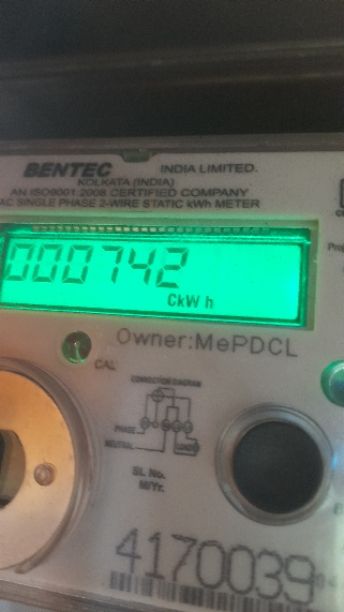 BENTEC INDIA LIMITED.
KOLKATA (INDIA)
AN ISO9001:2008 CERTIFIED COMPANY
AC SINGLE PHASE 2-WIRE STATIC kWh METER
000742
CkWh
Owner:MePDCL
CAL
CONNECTION DIAGRAM
PHASE
NEUTRAL
LOAD
SL No.
M/Yr.
4170039